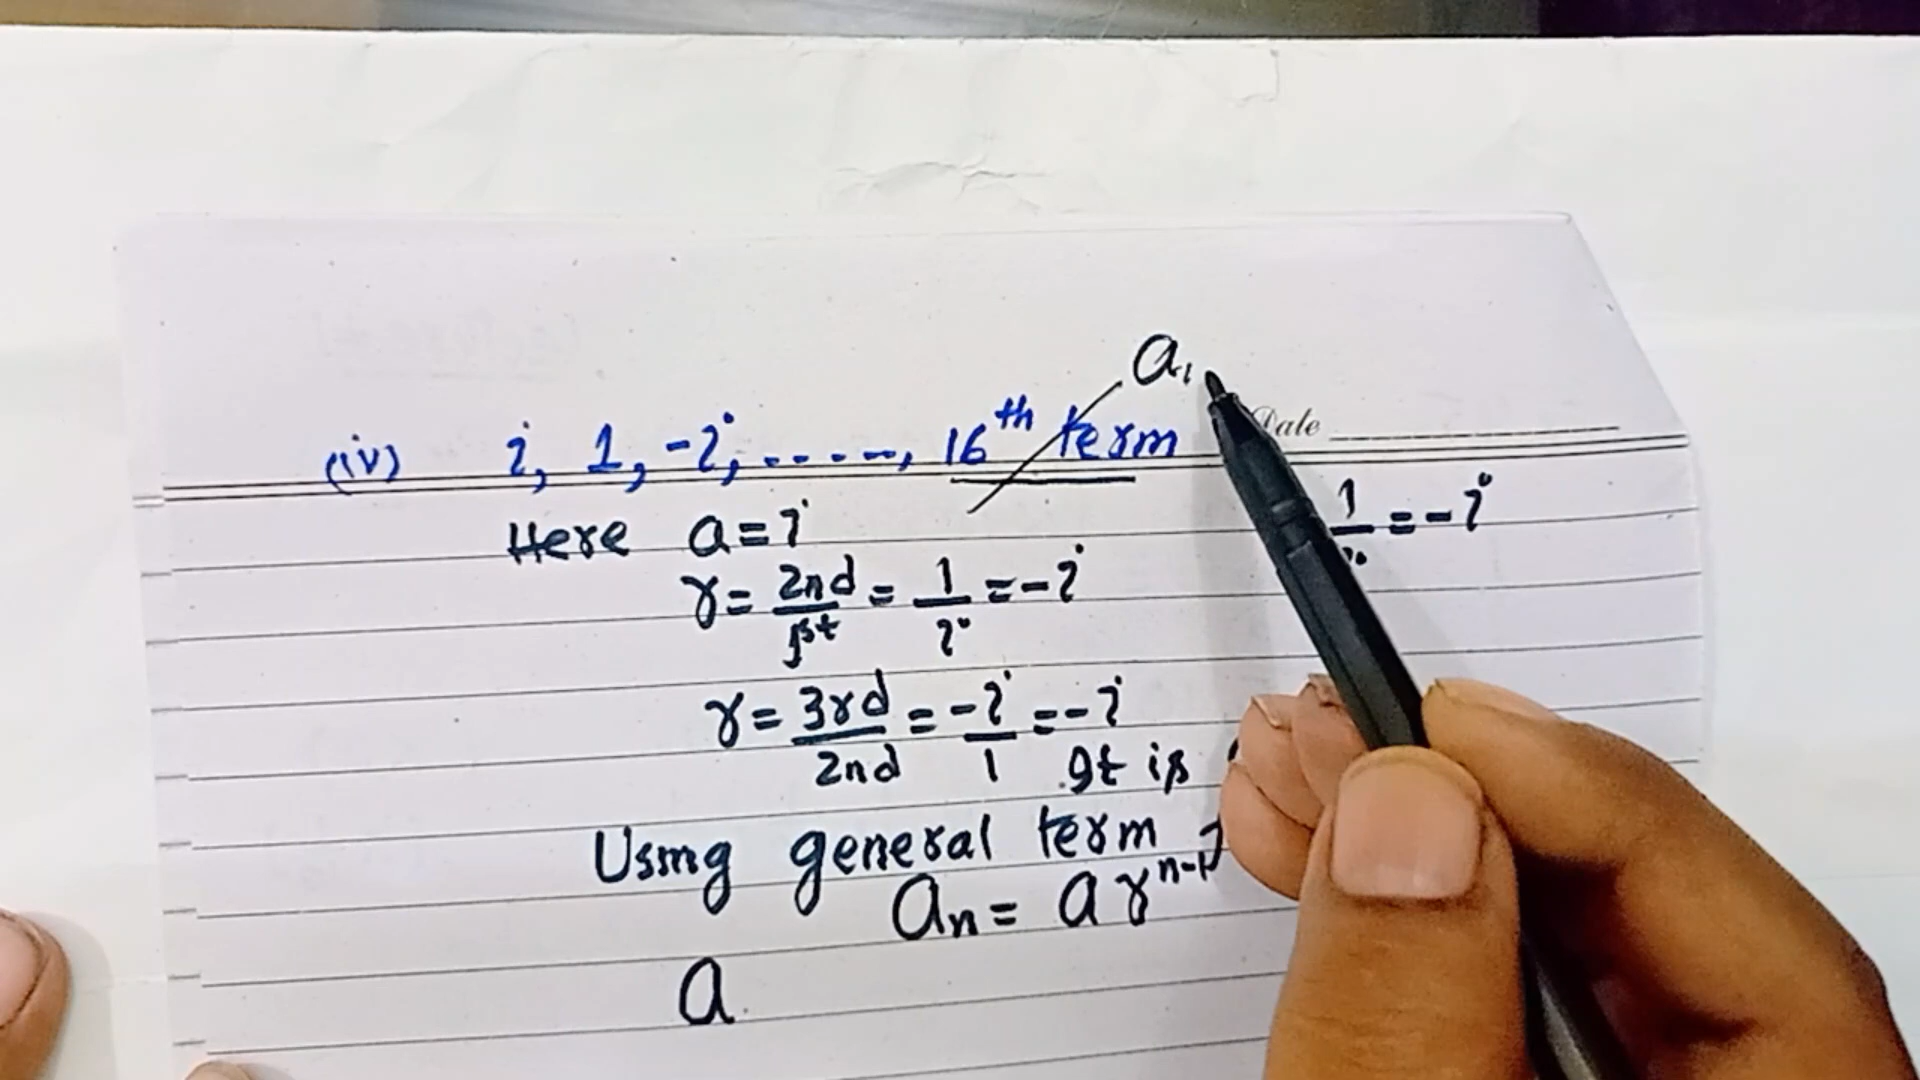 a₁
(iv) i, 1, -i, ....., 16th term
Date
Here a = i
1/i = -i
r = 2nd/1st = 1/i = -i
r = 3rd/2nd = -i/1 = -i
It is
Using general term
aₙ = a rⁿ⁻¹
a